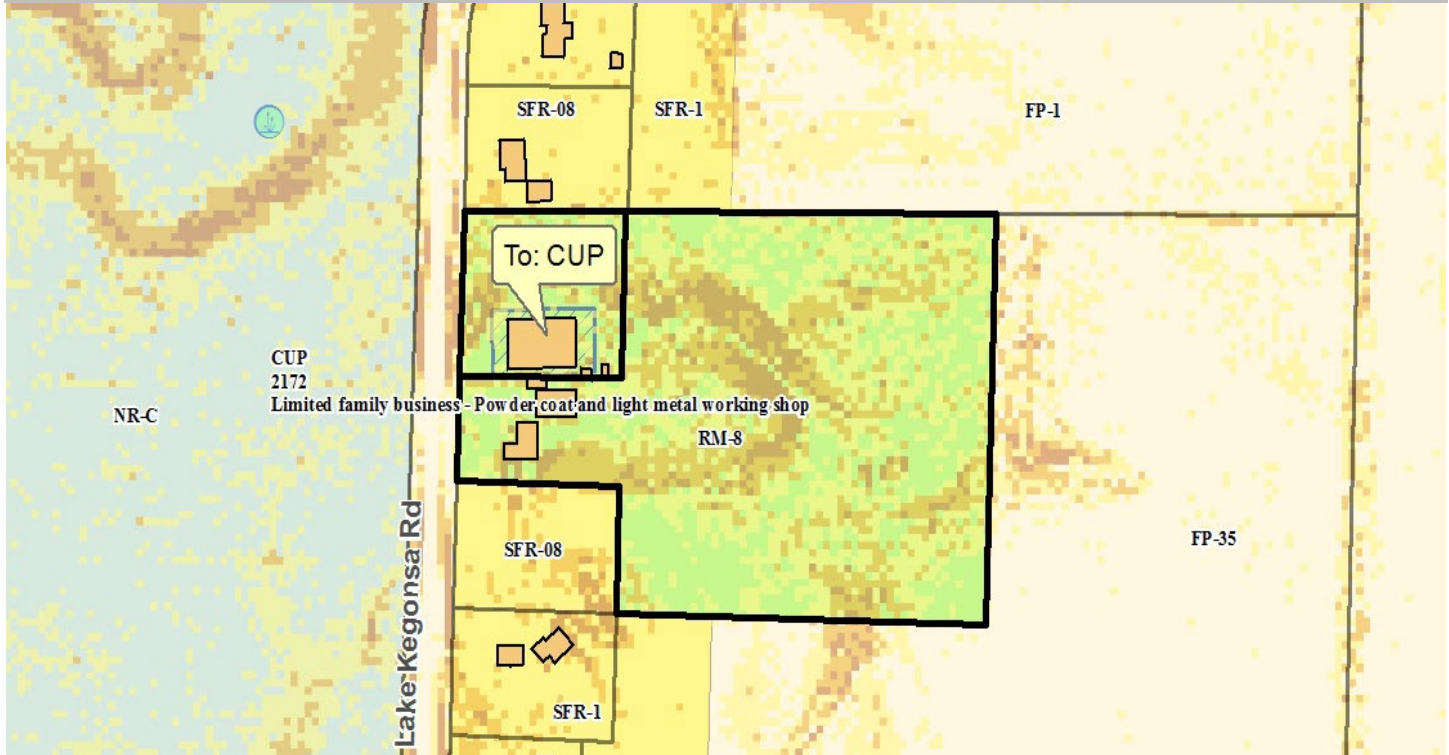 SFR-08
SFR-1
FP-1
To: CUP
CUP
2172
Limited family business - Powder coat and light metal working shop
NR-C
RM-8
SFR-08
FP-35
Lake Kegonsa Rd
SFR-1